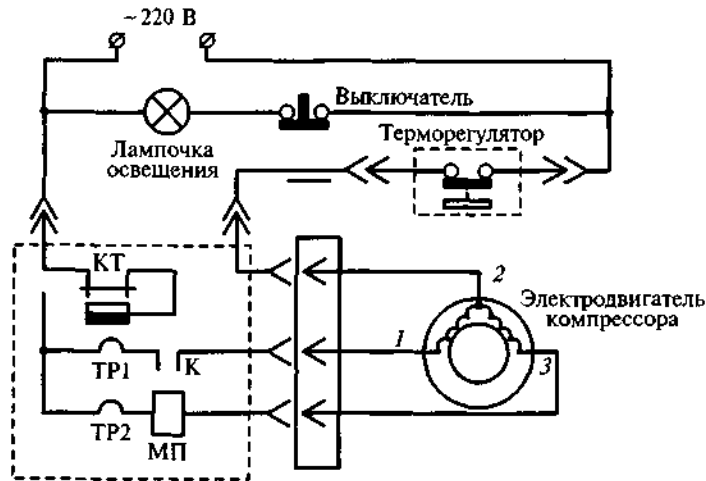 ~220 В
Выключатель
Лампочка
освещения
Терморегулятор
КТ
2
Электродвигатель
компрессора
1
3
ТР1
К
ТР2
МП